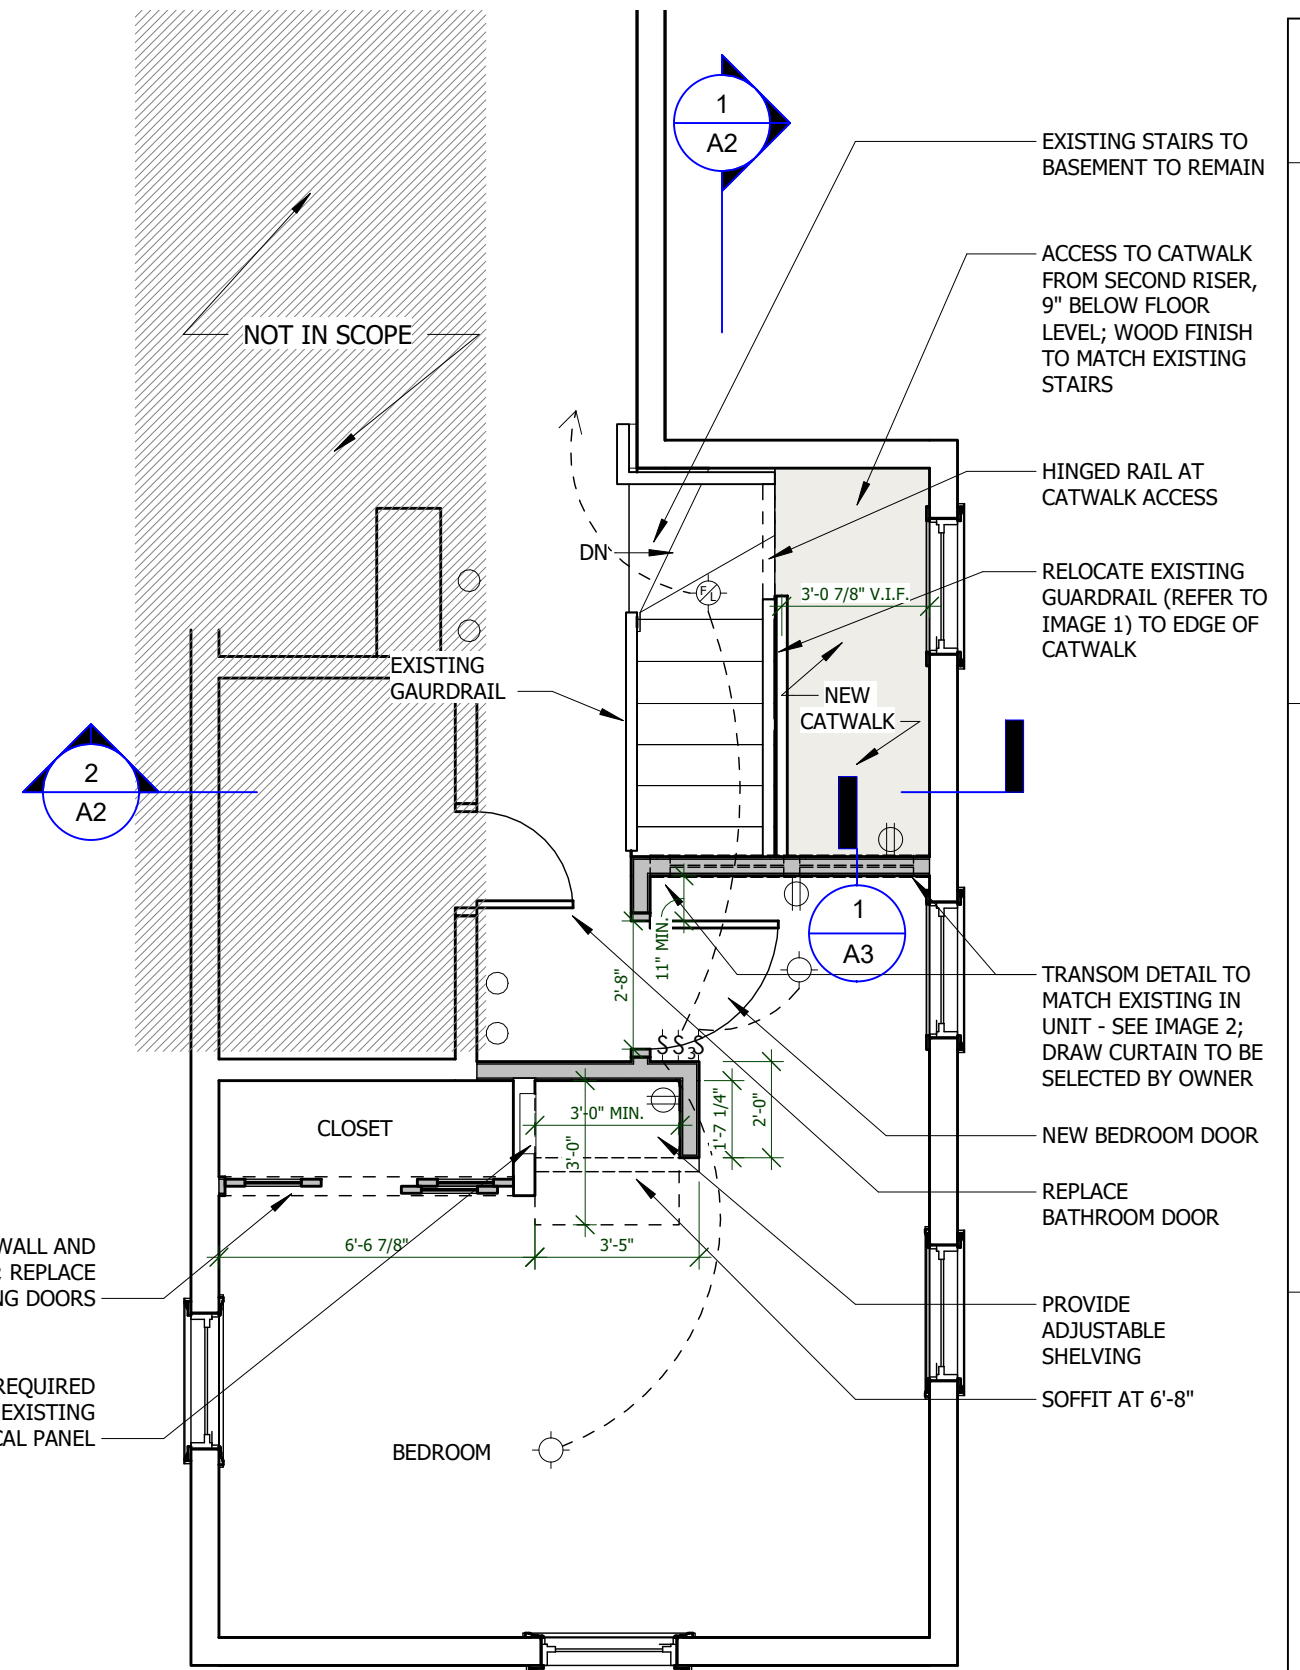 1
A2
EXISTING STAIRS TO
BASEMENT TO REMAIN
ACCESS TO CATWALK
FROM SECOND RISER,
9" BELOW FLOOR
LEVEL; WOOD FINISH
TO MATCH EXISTING
STAIRS
NOT IN SCOPE
HINGED RAIL AT
CATWALK ACCESS
DN
F
L
3'-0 7/8" V.I.F.
RELOCATE EXISTING
GUARDRAIL (REFER TO
IMAGE 1) TO EDGE OF
CATWALK
EXISTING
GAURDRAIL
NEW
CATWALK
2
A2
1
A3
11" MIN.
2'-8"
TRANSOM DETAIL TO
MATCH EXISTING IN
UNIT - SEE IMAGE 2;
DRAW CURTAIN TO BE
SELECTED BY OWNER
S S3 S
CLOSET
3'-0" MIN.
3'-0"
1'-7 1/4"
2'-0"
NEW BEDROOM DOOR
REPLACE
BATHROOM DOOR
WALL AND
; REPLACE
NG DOORS
6'-6 7/8"
3'-5"
PROVIDE
ADJUSTABLE
SHELVING
REQUIRED
EXISTING
CAL PANEL
SOFFIT AT 6'-8"
BEDROOM